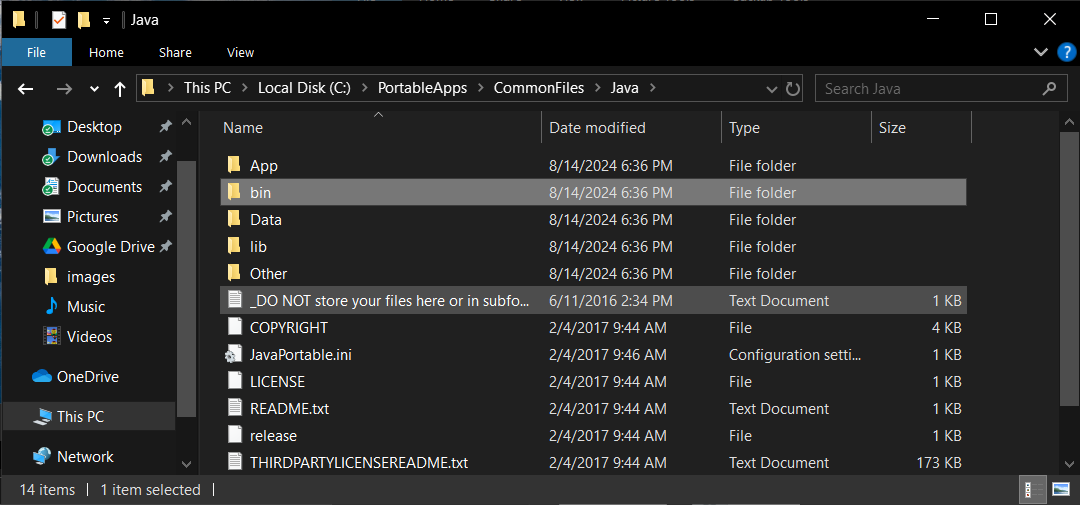 Java
File Home Share View
This PC Local Disk (C:) PortableApps CommonFiles Java
Search Java
Desktop
Downloads
Documents
Pictures
Google Drive
images
Music
Videos
OneDrive
This PC
Network
Name Date modified Type Size
App 8/14/2024 6:36 PM File folder
bin 8/14/2024 6:36 PM File folder
Data 8/14/2024 6:36 PM File folder
lib 8/14/2024 6:36 PM File folder
Other 8/14/2024 6:36 PM File folder
_DO NOT store your files here or in subfo... 6/11/2016 2:34 PM Text Document 1 KB
COPYRIGHT 2/4/2017 9:44 AM File 4 KB
JavaPortable.ini 2/4/2017 9:46 AM Configuration setti... 1 KB
LICENSE 2/4/2017 9:44 AM File 1 KB
README.txt 2/4/2017 9:44 AM Text Document 1 KB
release 2/4/2017 9:44 AM File 1 KB
THIRDPARTYLICENSEREADME.txt 2/4/2017 9:44 AM Text Document 173 KB
14 items 1 item selected